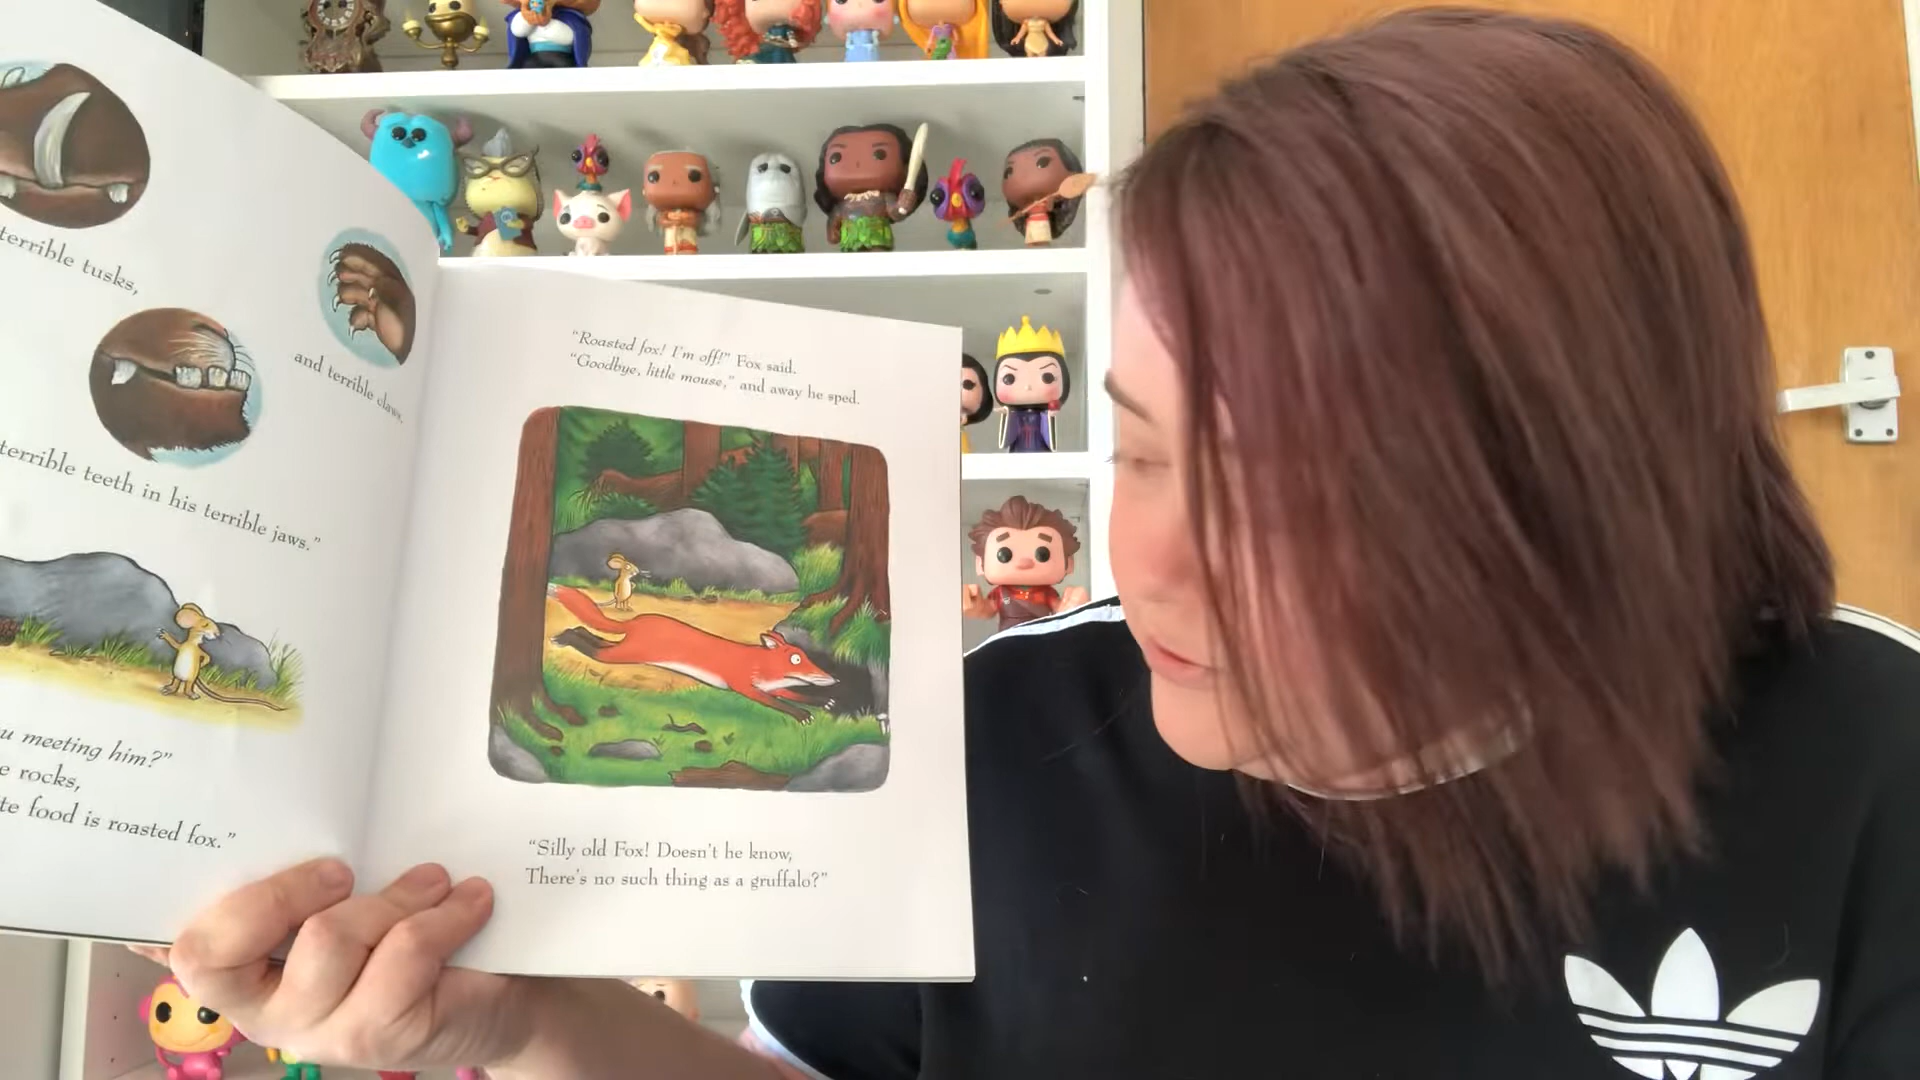 terrible tusks,
and terrible claws,
terrible teeth in his terrible jaws.”
meeting him?”
rocks,
food is roasted fox.”
“Roasted fox! I'm off!” Fox said.
“Goodbye, little mouse,” and away he sped.
“Silly old Fox! Doesn't he know,
There's no such thing as a gruffalo?”